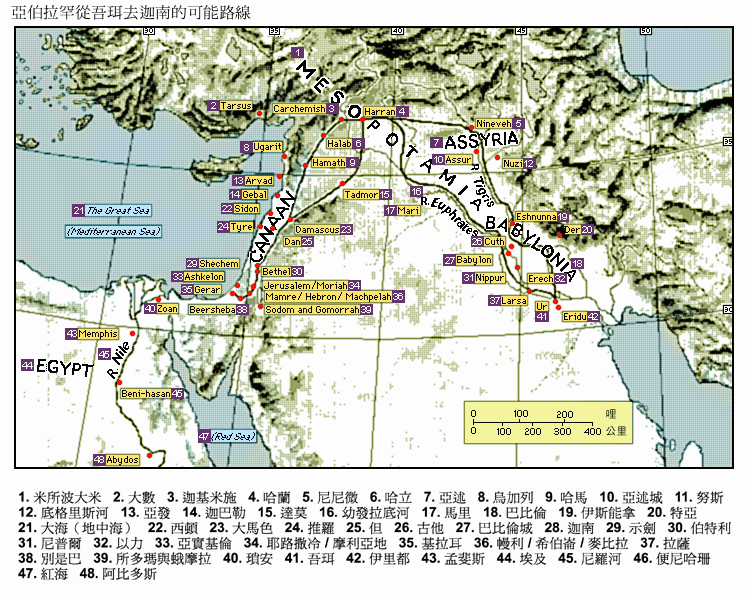 亞伯拉罕從吾珥去迦南的可能路線
90
95
40
45
50
1
MESOPOTAMIA
2 Tarsus
Carchemish 3
Harran 4
Nineveh 5
7 ASSYRIA
8 Ugarit
Halab 6
10 Assur
Nuzi 12
Hamath 9
R. Tigris
13 Arvad
14 Gebal
Tadmor 15
16
R. Euphrates
17 Mari
21 The Great Sea
(Mediterranean Sea)
22 Sidon
CANAAN
Eshnunna 19
BABYLONIA
24 Tyre
Damascus 23
Der 20
Dan 25
26 Cuth
29 Shechem
27 Babylon
18
33 Ashkelon
Bethel 30
31 Nippur
Erech 32
35 Gerar
Jerusalem/Moriah 34
Mamre/ Hebron/ Machpelah 36
37 Larsa
40 Zoan
Beersheba 38
Sodom and Gomorrah 39
Ur
41
Eridu 42
43 Memphis
45
R. Nile
44 EGYPT
Beni-hasan 46
0 100 200 哩
0 100 200 300 400 公里
47 (Red Sea)
48 Abydos
1. 米所波大米 2. 大數 3. 迦基米施 4. 哈蘭 5. 尼尼微 6. 哈立 7. 亞述 8. 烏加列 9. 哈馬 10. 亞述城 11. 努斯
12. 底格里斯河 13. 亞發 14. 迦巴勒 15. 達莫 16. 幼發拉底河 17. 馬里 18. 巴比倫 19. 伊斯能拿 20. 特亞
21. 大海（地中海） 22. 西頓 23. 大馬色 24. 推羅 25. 但 26. 古他 27. 巴比倫城 28. 迦南 29. 示劍 30. 伯特利
31. 尼普爾 32. 以力 33. 亞實基倫 34. 耶路撒冷 / 摩利亞地 35. 基拉耳 36. 幔利 / 希伯崙 / 麥比拉 37. 拉薩
38. 別是巴 39. 所多瑪與蛾摩拉 40. 瑣安 41. 吾珥 42. 伊里都 43. 孟斐斯 44. 埃及 45. 尼羅河 46. 便尼哈珊
47. 紅海 48. 阿比多斯